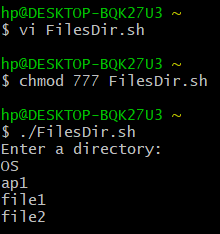 hp@DESKTOP-BQK27U3 ~
$ vi FilesDir.sh
hp@DESKTOP-BQK27U3 ~
$ chmod 777 FilesDir.sh
hp@DESKTOP-BQK27U3 ~
$ ./FilesDir.sh
Enter a directory:
OS
ap1
file1
file2